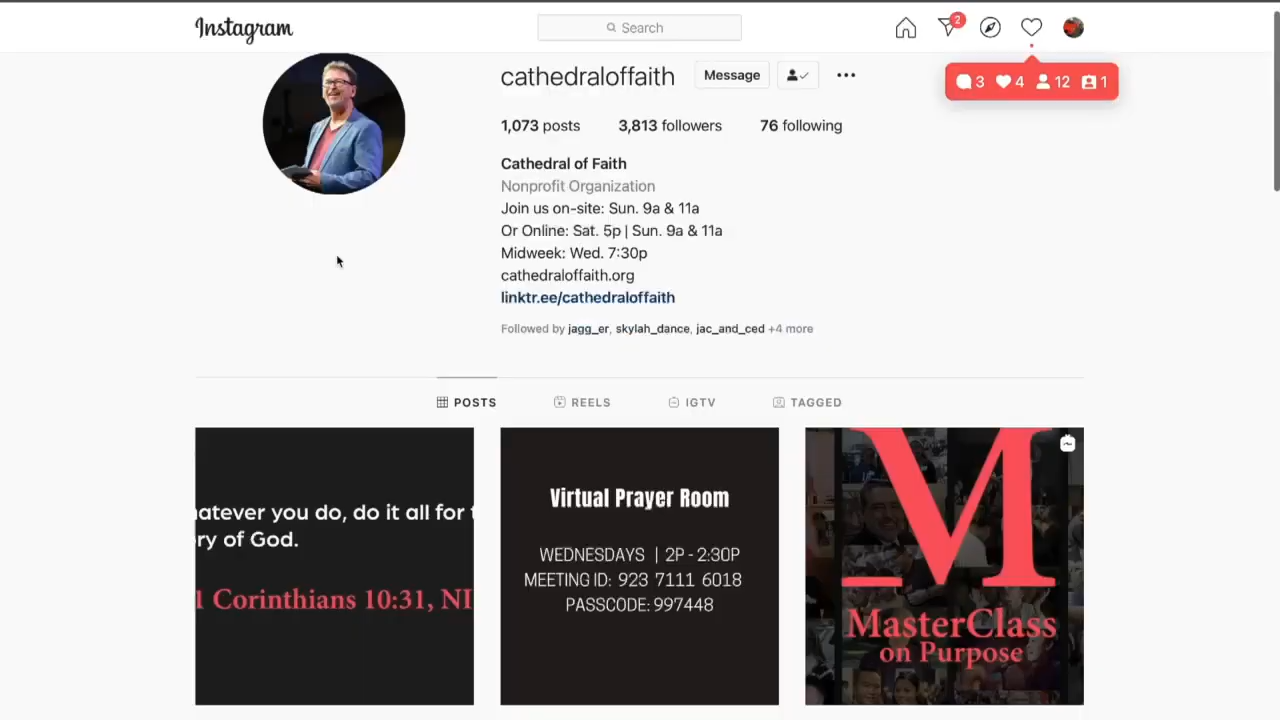 Instagram
Search
2
cathedraloffaith
Message
3 4 12 1
1,073 posts 3,813 followers 76 following
Cathedral of Faith
Nonprofit Organization
Join us on-site: Sun. 9a & 11a
Or Online: Sat. 5p | Sun. 9a & 11a
Midweek: Wed. 7:30p
cathedraloffaith.org
linktr.ee/cathedraloffaith
Followed by jagg_er, skylah_dance, jac_and_ced +4 more
POSTS REELS IGTV TAGGED
atever you do, do it all for t
ry of God.
1 Corinthians 10:31, NI
Virtual Prayer Room
WEDNESDAYS | 2P - 2:30P
MEETING ID: 923 7111 6018
PASSCODE: 997448
M
MasterClass
on Purpose